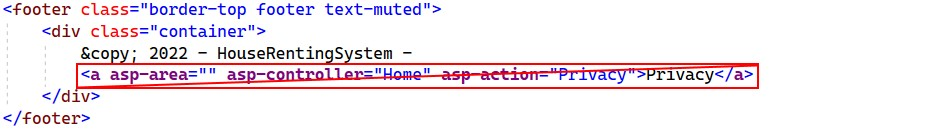 <footer class="border-top footer text-muted">
<div class="container">
&copy; 2022 - HouseRentingSystem -
<a asp-area="" asp-controller="Home" asp-action="Privacy">Privacy</a>
</div>
</footer>